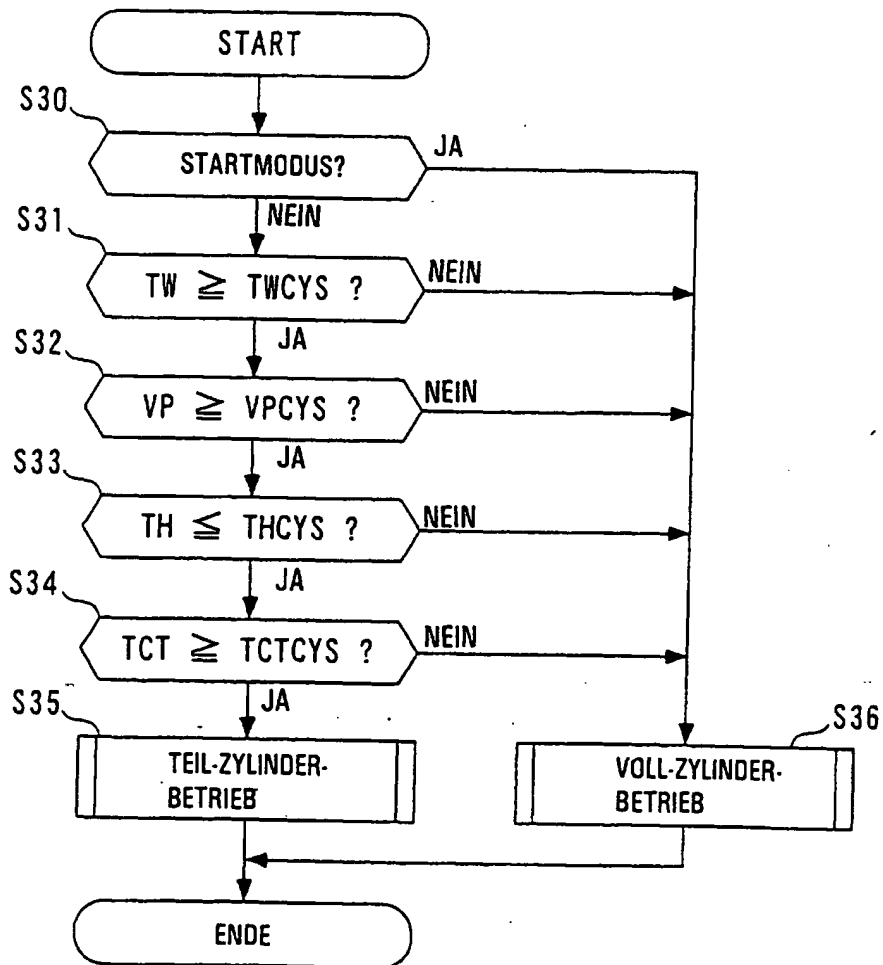 START
S30
STARTMODUS?
JA
NEIN
S31
TW ≧ TWCYS ?
NEIN
JA
S32
VP ≧ VPCYS ?
NEIN
JA
S33
TH ≦ THCYS ?
NEIN
JA
S34
TCT ≧ TCTCYS ?
NEIN
JA
S35
TEIL-ZYLINDER-
BETRIEB
S36
VOLL-ZYLINDER-
BETRIEB
ENDE